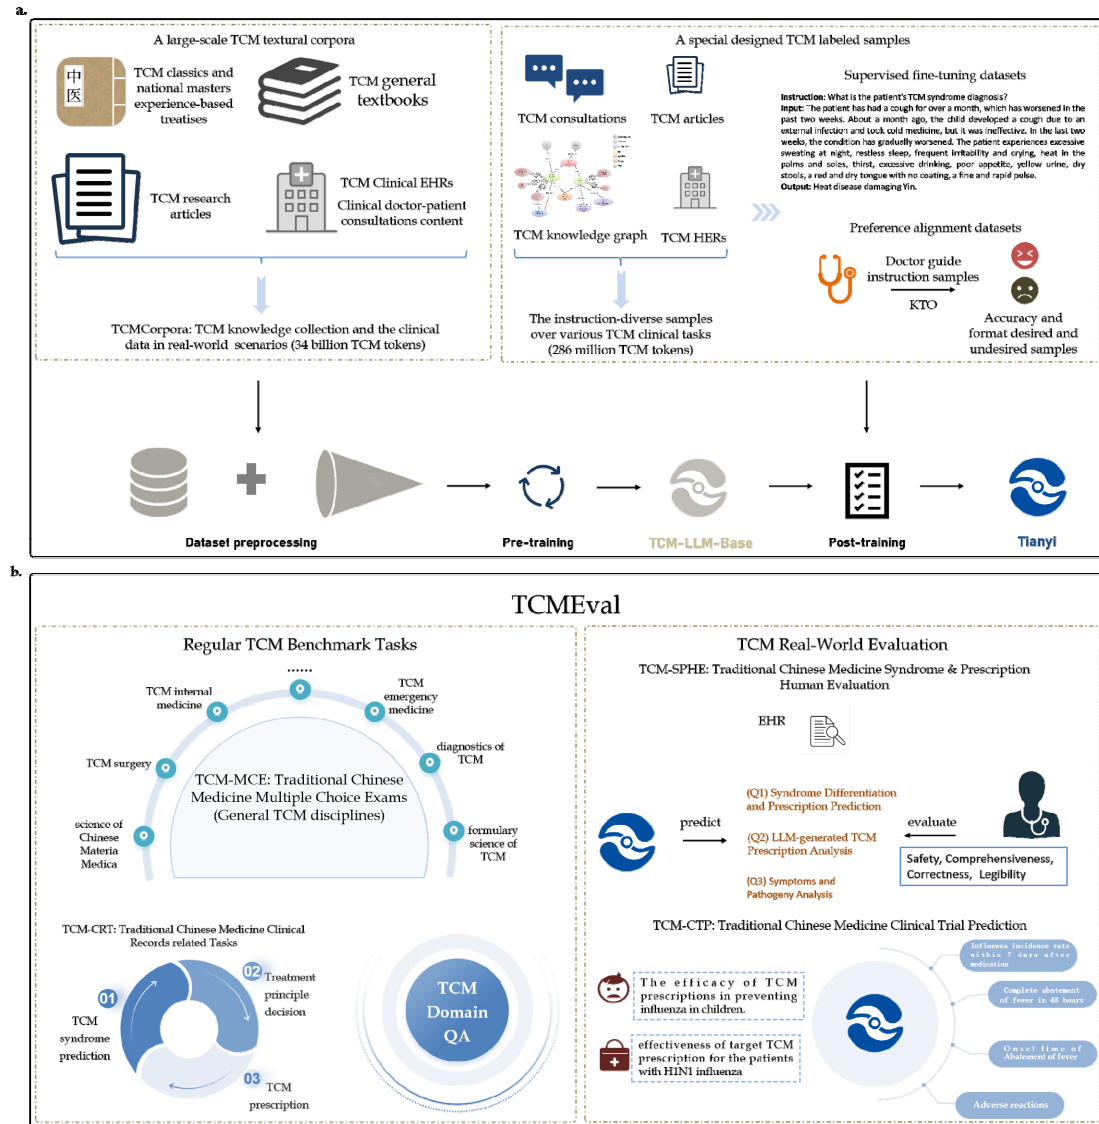 a.
A large-scale TCM textural corpora
中
医
TCM classics and
national masters
experience-based
treatises
TCM general
textbooks
TCM research
articles
TCM Clinical EHRs
Clinical doctor-patient
consultations content
TCMCorpora: TCM knowledge collection and the clinical
data in real-world scenarios (34 billion TCM tokens)
A special designed TCM labeled samples
TCM consultations
TCM articles
TCM knowledge graph
TCM HERs
The instruction-diverse samples
over various TCM clinical tasks
(286 million TCM tokens)
Supervised fine-tuning datasets
Instruction: What is the patient's TCM syndrome diagnosis?
Input: The patient has had a cough for over a month, which has worsened in the
past two weeks. About a month ago, the child developed a cough due to an
external infection and took cold medicine, but it was ineffective. In the last two
weeks, the condition has gradually worsened. The patient experiences excessive
sweating at night, restless sleep, frequent irritability and crying, heat in the
palms and soles, thirst, excessive drinking, poor appetite, yellow urine, dry
stools, a red and dry tongue with no coating, a fine and rapid pulse.
Output: Heat disease damaging Yin.
Preference alignment datasets
Doctor guide
instruction samples
KTO
Accuracy and
format desired and
undesired samples
Dataset preprocessing
Pre-training
TCM-LLM-Base
Post-training
Tianyi
b.
TCMEval
Regular TCM Benchmark Tasks
......
TCM internal
medicine
TCM
emergency
medicine
TCM surgery
diagnostics of
TCM
science of
Chinese
Materia
Medica
formulary
science of TCM
TCM-MCE: Traditional Chinese
Medicine Multiple Choice Exams
(General TCM disciplines)
TCM-CRT: Traditional Chinese Medicine Clinical
Records related Tasks
01
TCM
syndrome
prediction
02
Treatment
principle
decision
03
TCM
prescription
TCM
Domain
QA
TCM Real-World Evaluation
TCM-SPHE: Traditional Chinese Medicine Syndrome & Prescription
Human Evaluation
EHR
predict
(Q1) Syndrome Differentiation
and Prescription Prediction
(Q2) LLM-generated TCM
Prescription Analysis
(Q3) Symptoms and
Pathogeny Analysis
evaluate
Safety, Comprehensiveness,
Correctness, Legibility
TCM-CTP: Traditional Chinese Medicine Clinical Trial Prediction
The efficacy of TCM
prescriptions in preventing
influenza in children.
effectiveness of target TCM
prescription for the patients
with H1N1 influenza
Influenza incidence rate
within 7 days after
medication
Complete abatement
of fever in 48 hours
Onset time of
Abatement of fever
Adverse reactions